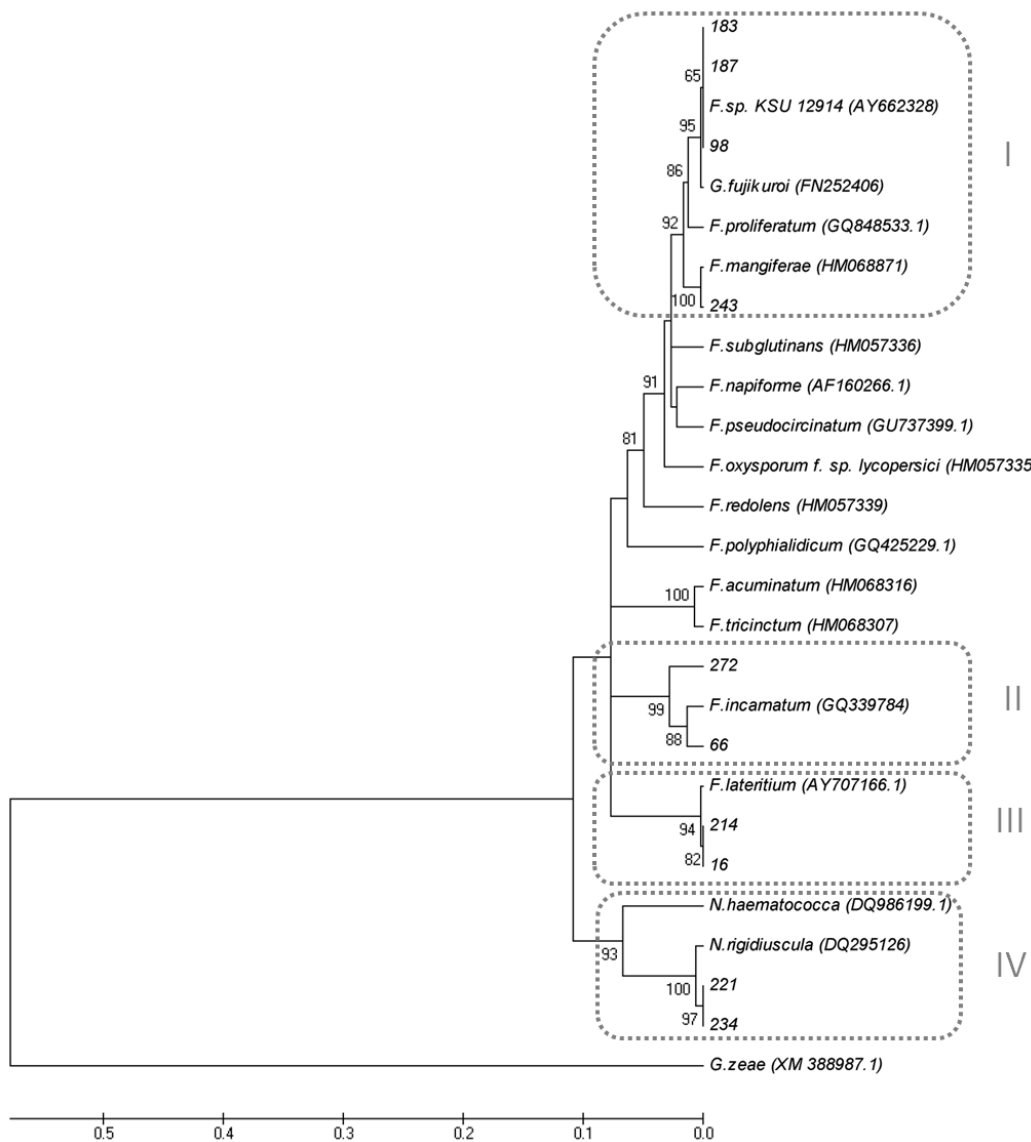 183
187
65
F.sp. KSU 12914 (AY662328)
95
98
I
86
G.fujikuroi (FN252406)
92
F.proliferatum (GQ848533.1)
F.mangiferae (HM068871)
100
243
F.subglutinans (HM057336)
91
F.napiforme (AF160266.1)
F.pseudocircinatum (GU737399.1)
81
F.oxysporum f. sp. lycopersici (HM057335
F.redolens (HM057339)
F.polyphialidicum (GQ425229.1)
F.acuminatum (HM068316)
100
F.tricinctum (HM068307)
272
II
99
F.incarnatum (GQ339784)
88
66
F.lateritium (AY707166.1)
III
94
214
82
16
N.haematococca (DQ986199.1)
93
N.rigidiuscula (DQ295126)
IV
100
221
97
234
G.zeae (XM 388987.1)
0.5 0.4 0.3 0.2 0.1 0.0